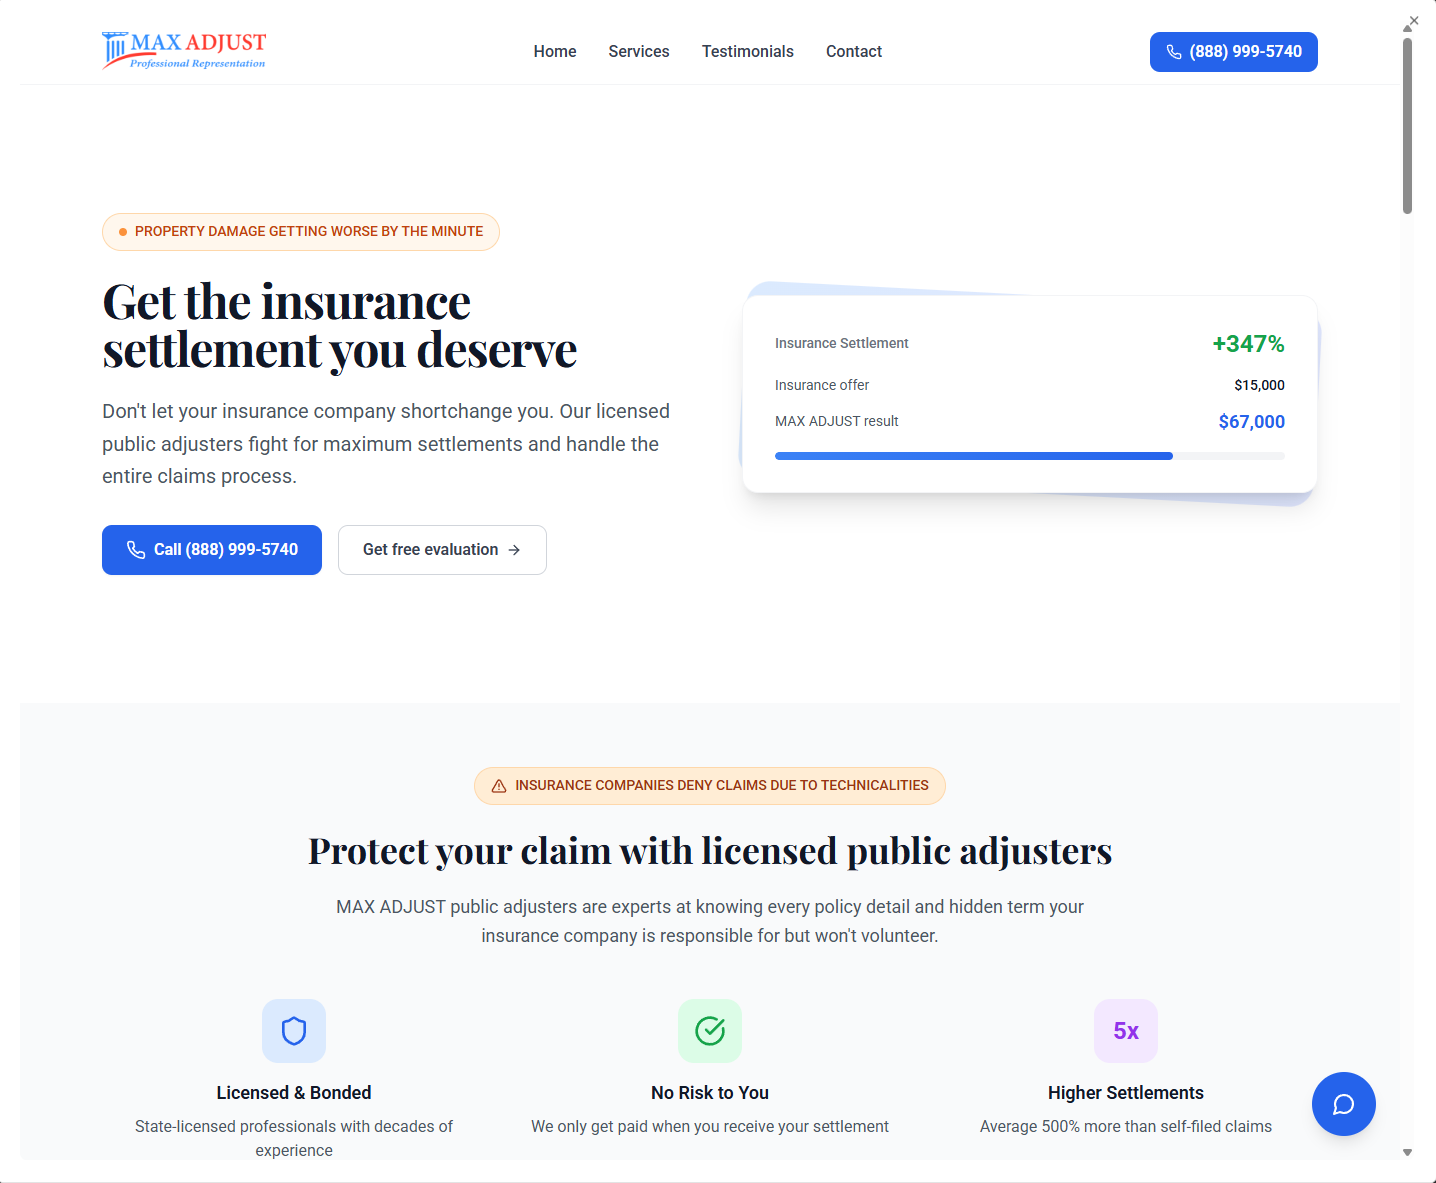 MAX ADJUST
Professional Representation
Home
Services
Testimonials
Contact
(888) 999-5740
PROPERTY DAMAGE GETTING WORSE BY THE MINUTE
Get the insurance
settlement you deserve
Don't let your insurance company shortchange you. Our licensed
public adjusters fight for maximum settlements and handle the
entire claims process.
Call (888) 999-5740
Get free evaluation
Insurance Settlement
+347%
Insurance offer
$15,000
MAX ADJUST result
$67,000
INSURANCE COMPANIES DENY CLAIMS DUE TO TECHNICALITIES
Protect your claim with licensed public adjusters
MAX ADJUST public adjusters are experts at knowing every policy detail and hidden term your
insurance company is responsible for but won't volunteer.
Licensed & Bonded
State-licensed professionals with decades of
experience
No Risk to You
We only get paid when you receive your settlement
5x
Higher Settlements
Average 500% more than self-filed claims